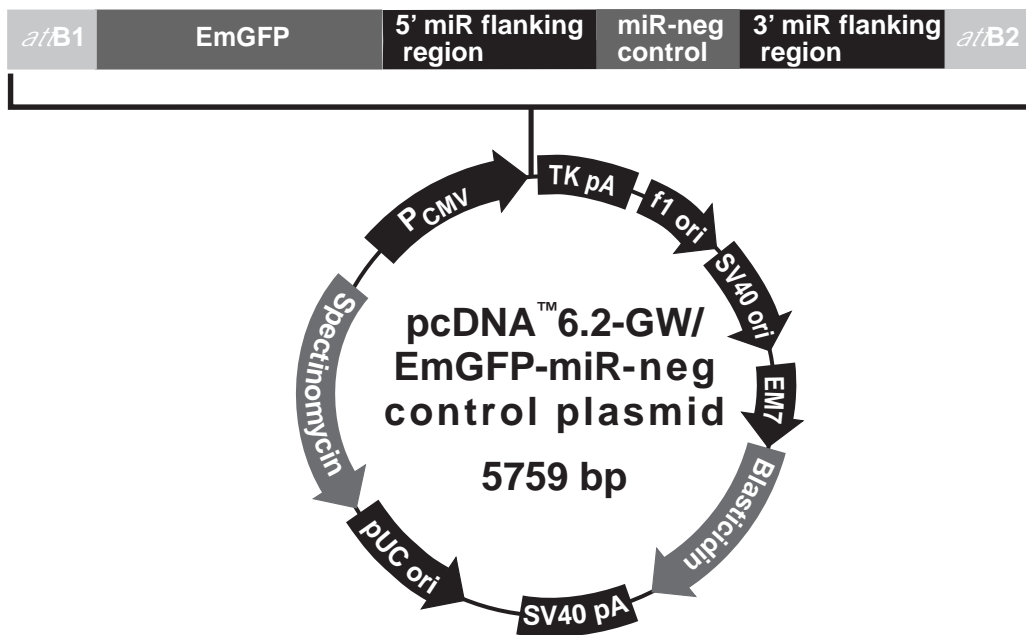 attB1 EmGFP 5’ miR flanking region miR-neg control 3’ miR flanking region attB2
PCMV
TK pA
f1 ori
SV40 ori
EM7
Blasticidin
SV40 pA
pUC ori
Spectinomycin
pcDNA™6.2-GW/
EmGFP-miR-neg
control plasmid
5759 bp